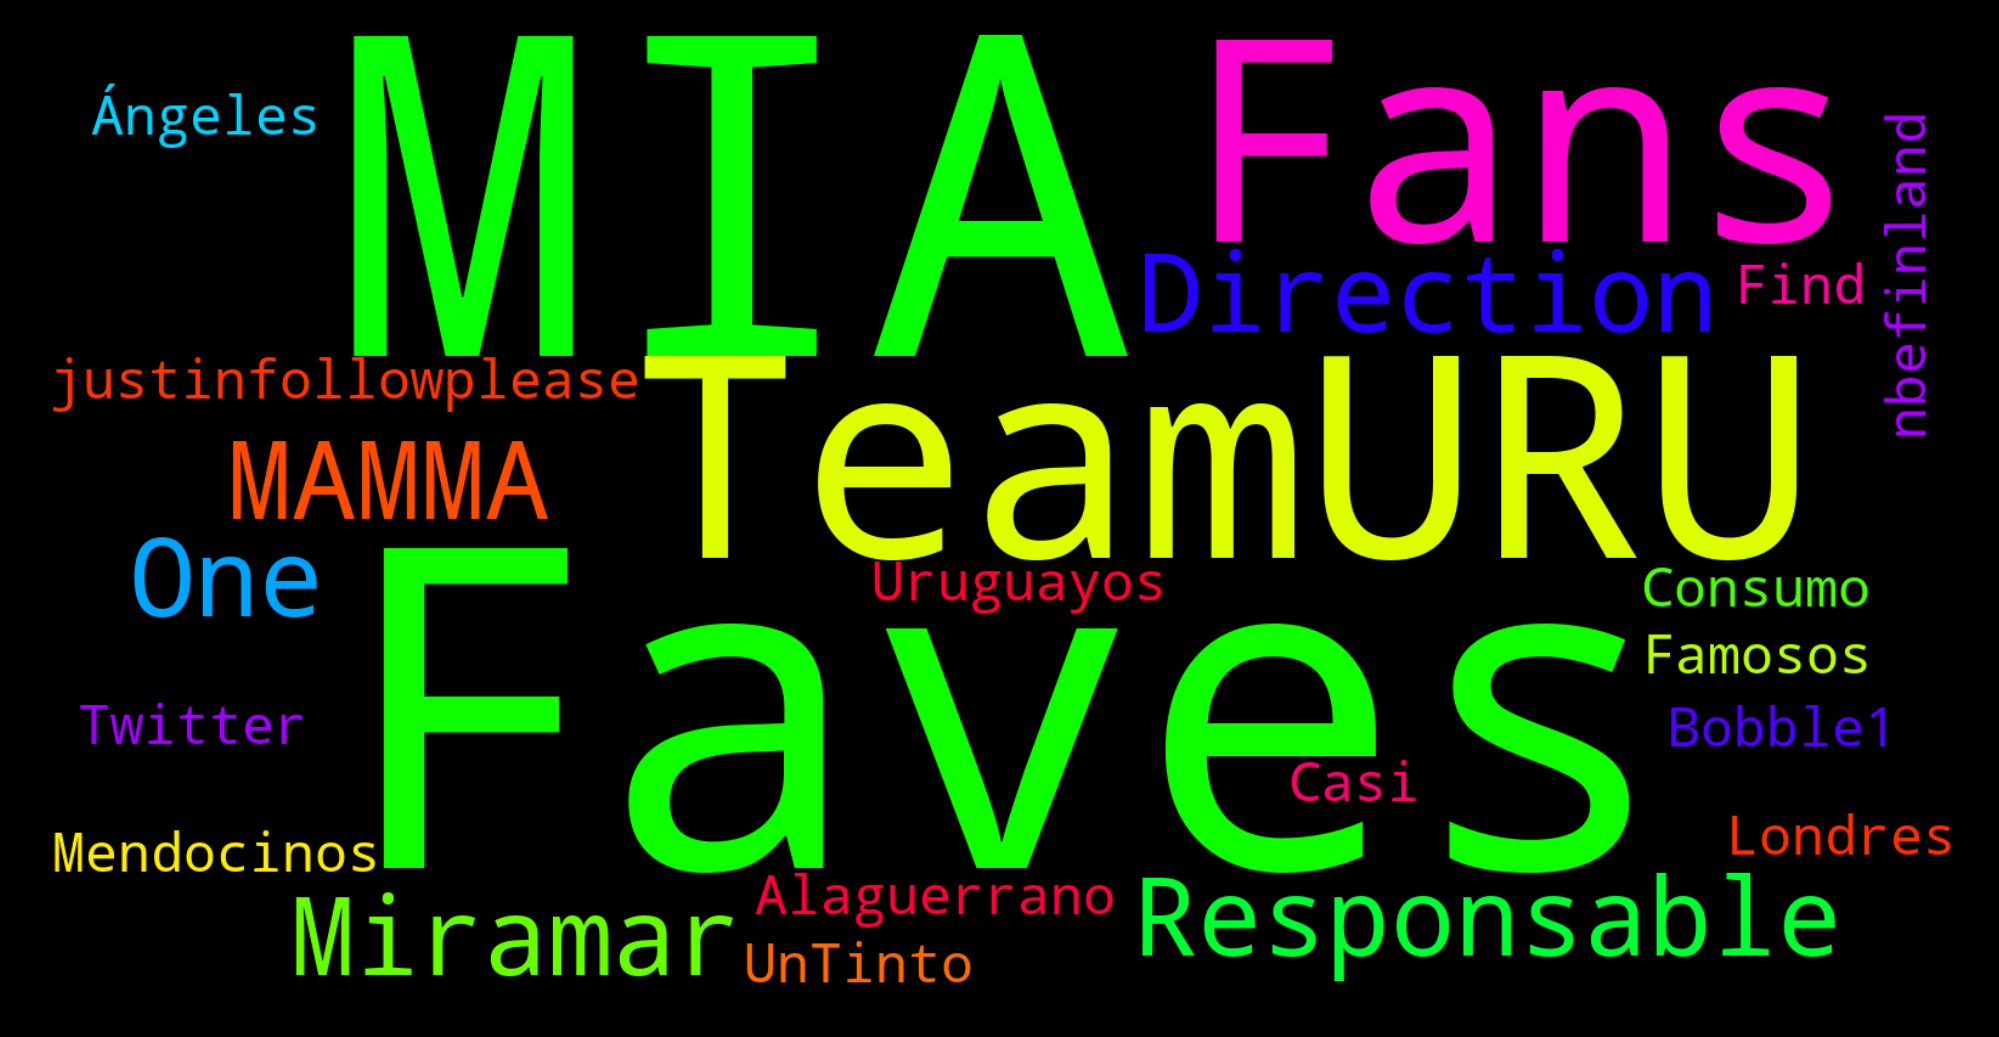 MIA
Fans
Ángeles
nbefinland
Direction
Find
justinfollowplease
TeamURU
MAMMA
One
Uruguayos
Consumo
Faves
Famosos
Twitter
Bobble1
Casi
Mendocinos
Londres
Alaguerrano
Responsable
Miramar
UnTinto